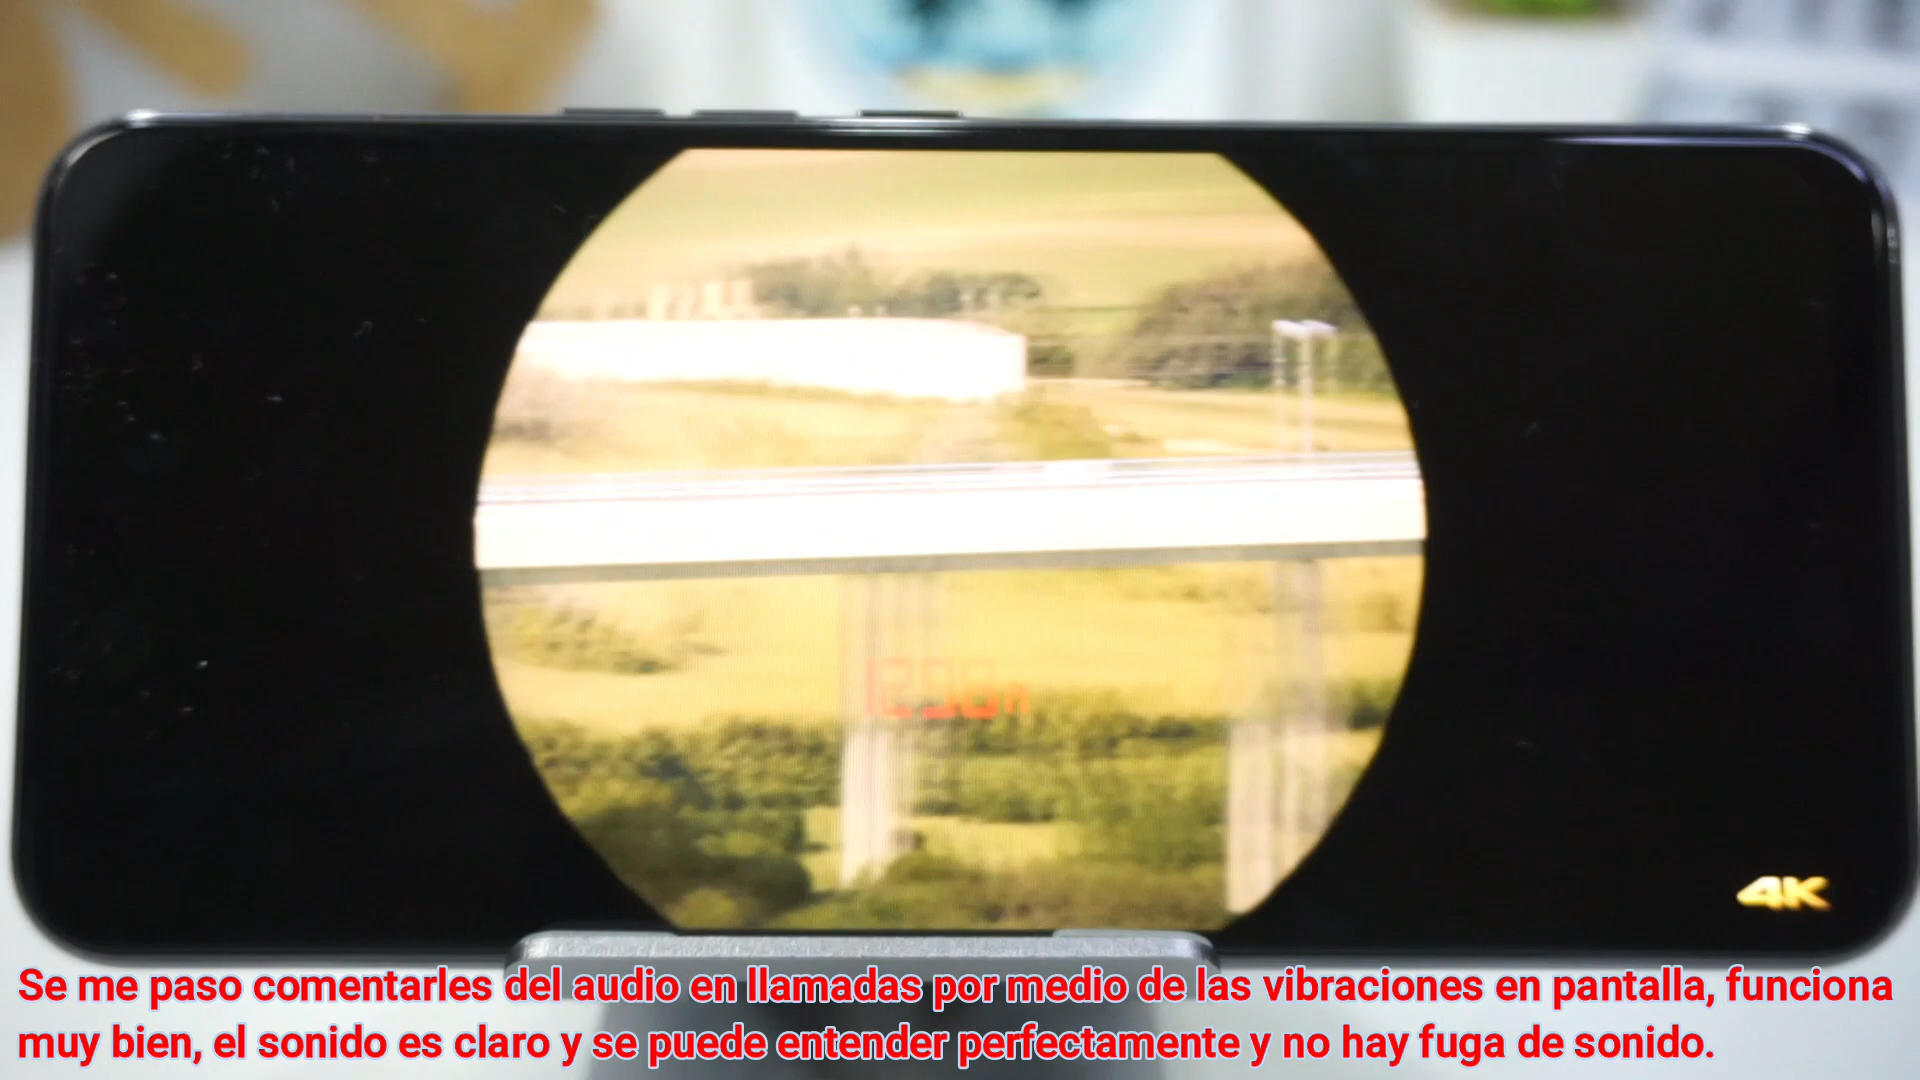 4K
Se me paso comentarles del audio en llamadas por medio de las vibraciones en pantalla, funciona
muy bien, el sonido es claro y se puede entender perfectamente y no hay fuga de sonido.